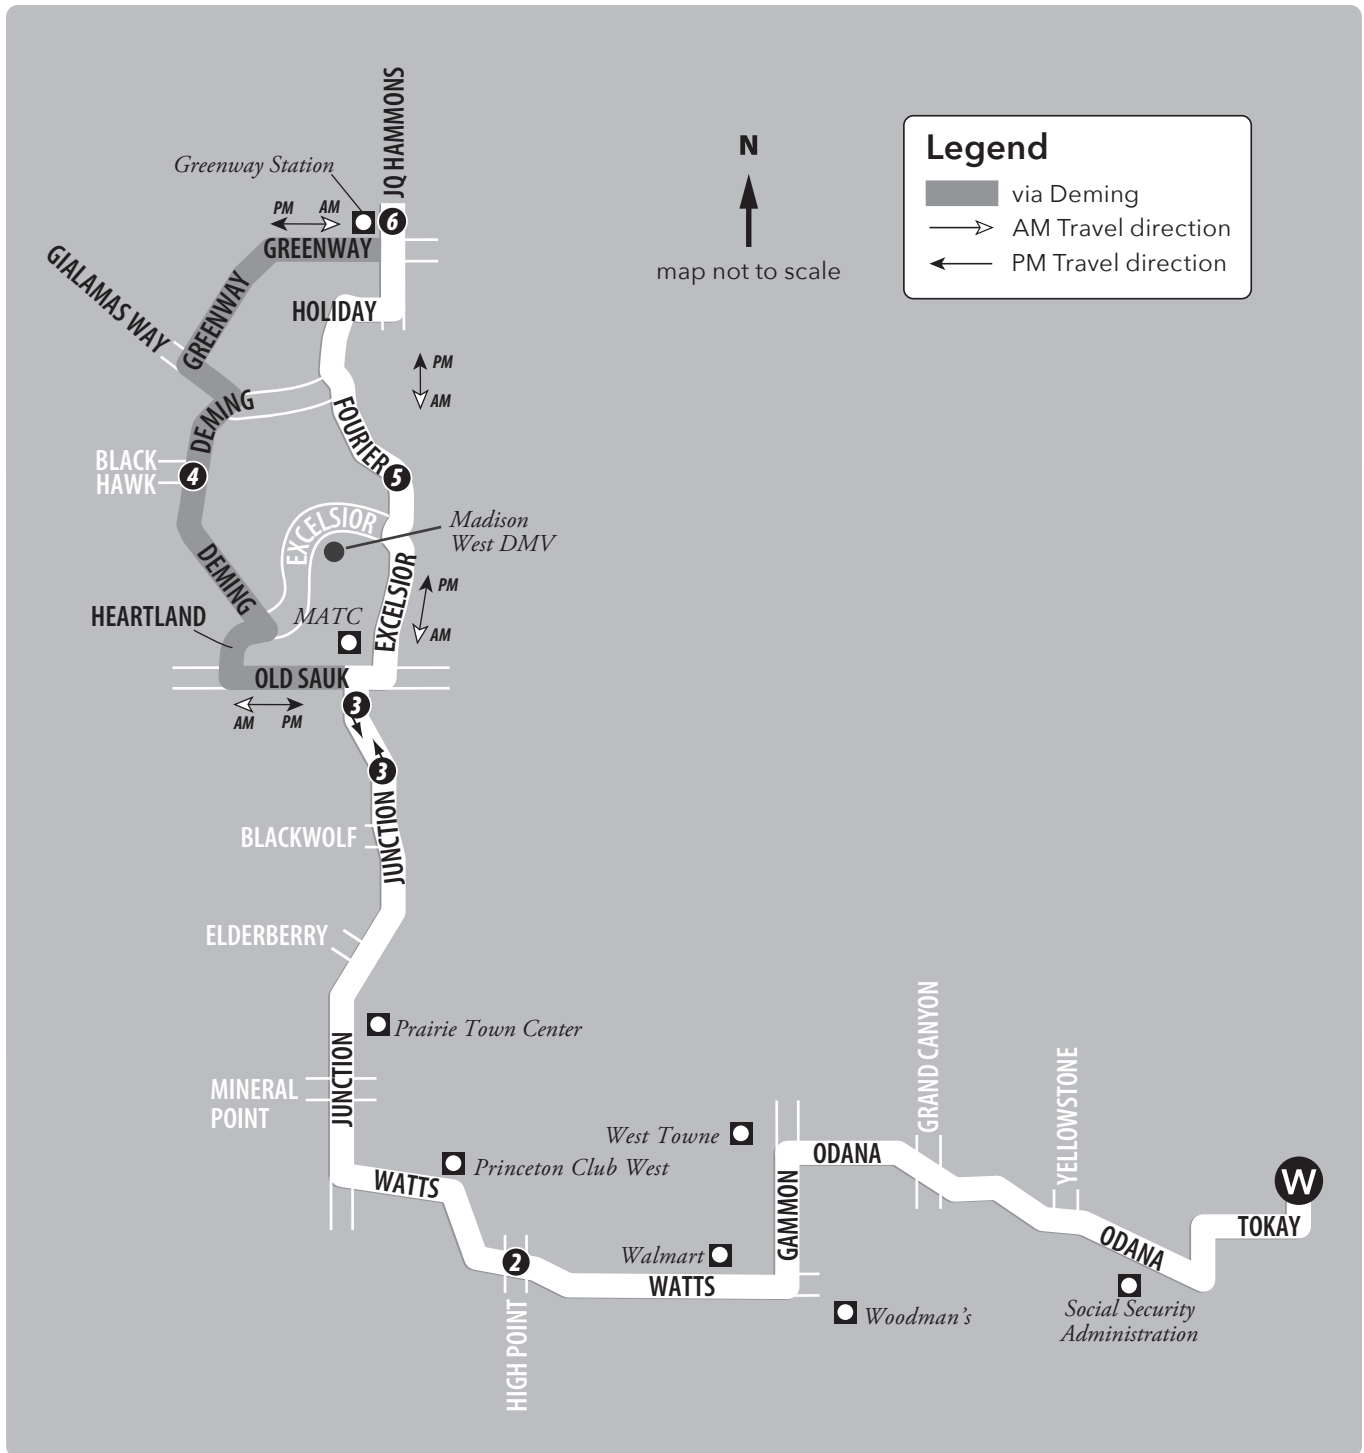 JQ HAMMONS
Greenway Station
PM
AM
6
GREENWAY
GIALAMAS WAY
GREENWAY
HOLIDAY
N
map not to scale
Legend
via Deming
AM Travel direction
PM Travel direction
PM
AM
DEMING
FOURIER
BLACK
HAWK
4
5
EXCELSIOR
Madison
West DMV
DEMING
EXCELSIOR
PM
AM
HEARTLAND
MATC
OLD SAUK
AM
PM
3
3
JUNCTION
BLACKWOLF
ELDERBERRY
Prairie Town Center
JUNCTION
MINERAL
POINT
GRAND CANYON
YELLOWSTONE
West Towne
Princeton Club West
WATTS
ODANA
GAMMON
W
TOKAY
ODANA
2
Walmart
WATTS
HIGH POINT
Woodman's
Social Security
Administration